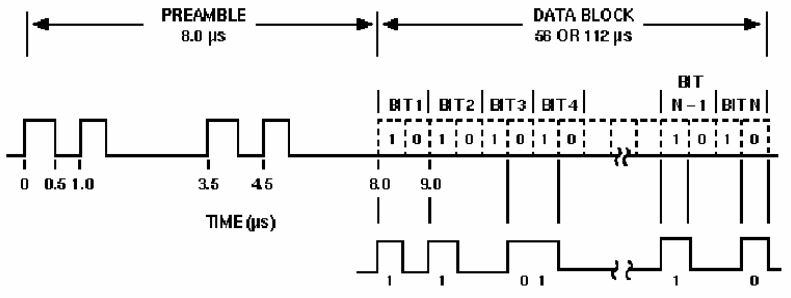 PREAMBLE DATA BLOCK
8.0 µs 56 OR 112 µs
BIT
BIT 1 BIT 2 BIT 3 BIT 4 N – 1 BIT N
1 0 1 0 1 0 1 0 1 0 1 0
0 0.5 1.0 3.5 4.5 8.0 9.0
TIME (µs)
1 1 0 1 1 0